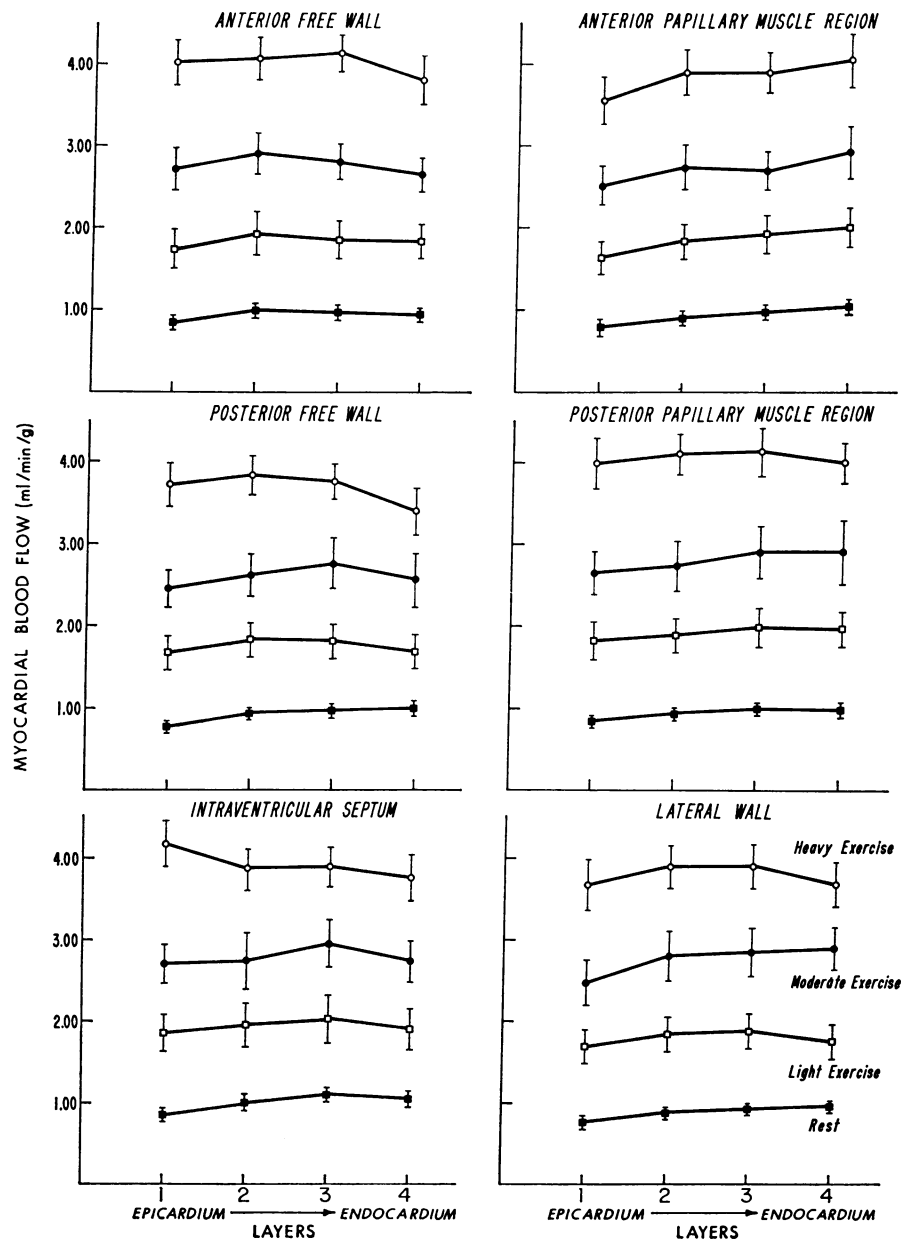 ANTERIOR FREE WALL
ANTERIOR PAPILLARY MUSCLE REGION
4.00
3.00
2.00
1.00
POSTERIOR FREE WALL
POSTERIOR PAPILLARY MUSCLE REGION
4.00
3.00
2.00
1.00
MYOCARDIAL BLOOD FLOW (ml/min/g)
INTRAVENTRICULAR SEPTUM
LATERAL WALL
4.00
3.00
2.00
1.00
Heavy Exercise
Moderate Exercise
Light Exercise
Rest
1 2 3 4
EPICARDIUM ENDOCARDIUM
LAYERS
1 2 3 4
EPICARDIUM ENDOCARDIUM
LAYERS